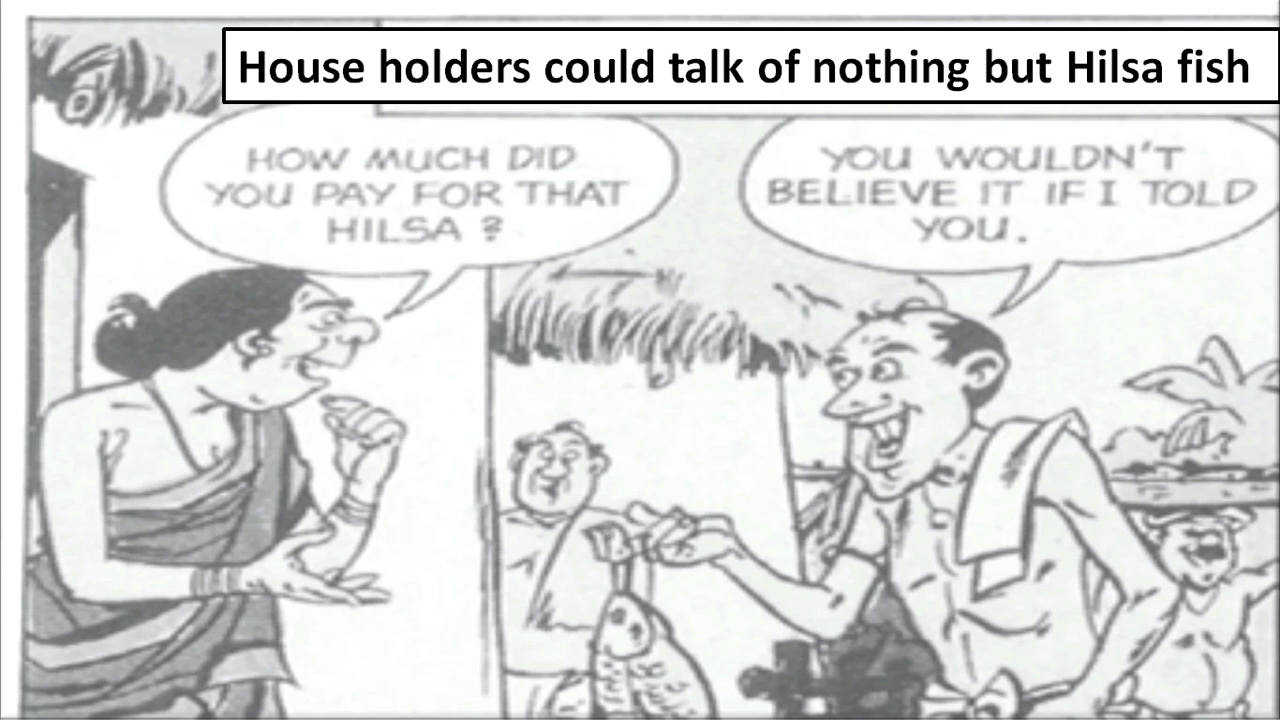 House holders could talk of nothing but Hilsa fish
HOW MUCH DID
YOU PAY FOR THAT
HILSA ?
YOU WOULDN'T
BELIEVE IT IF I TOLD
YOU.